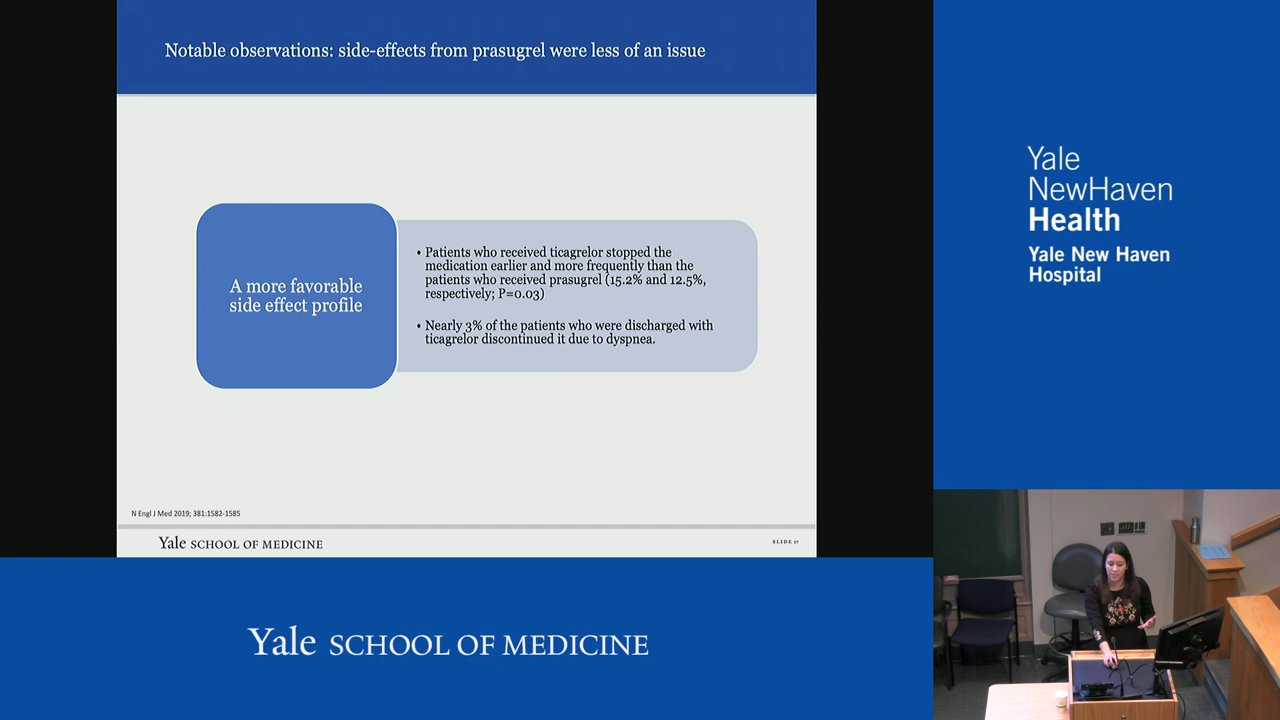 Notable observations: side-effects from prasugrel were less of an issue
A more favorable
side effect profile
• Patients who received ticagrelor stopped the
medication earlier and more frequently than the
patients who received prasugrel (15.2% and 12.5%,
respectively; P=0.03)
• Nearly 3% of the patients who were discharged with
ticagrelor discontinued it due to dyspnea.
N Engl J Med 2019; 381:1582-1585
Yale SCHOOL OF MEDICINE
SLIDE 17
Yale
NewHaven
Health
Yale New Haven
Hospital
Yale SCHOOL OF MEDICINE